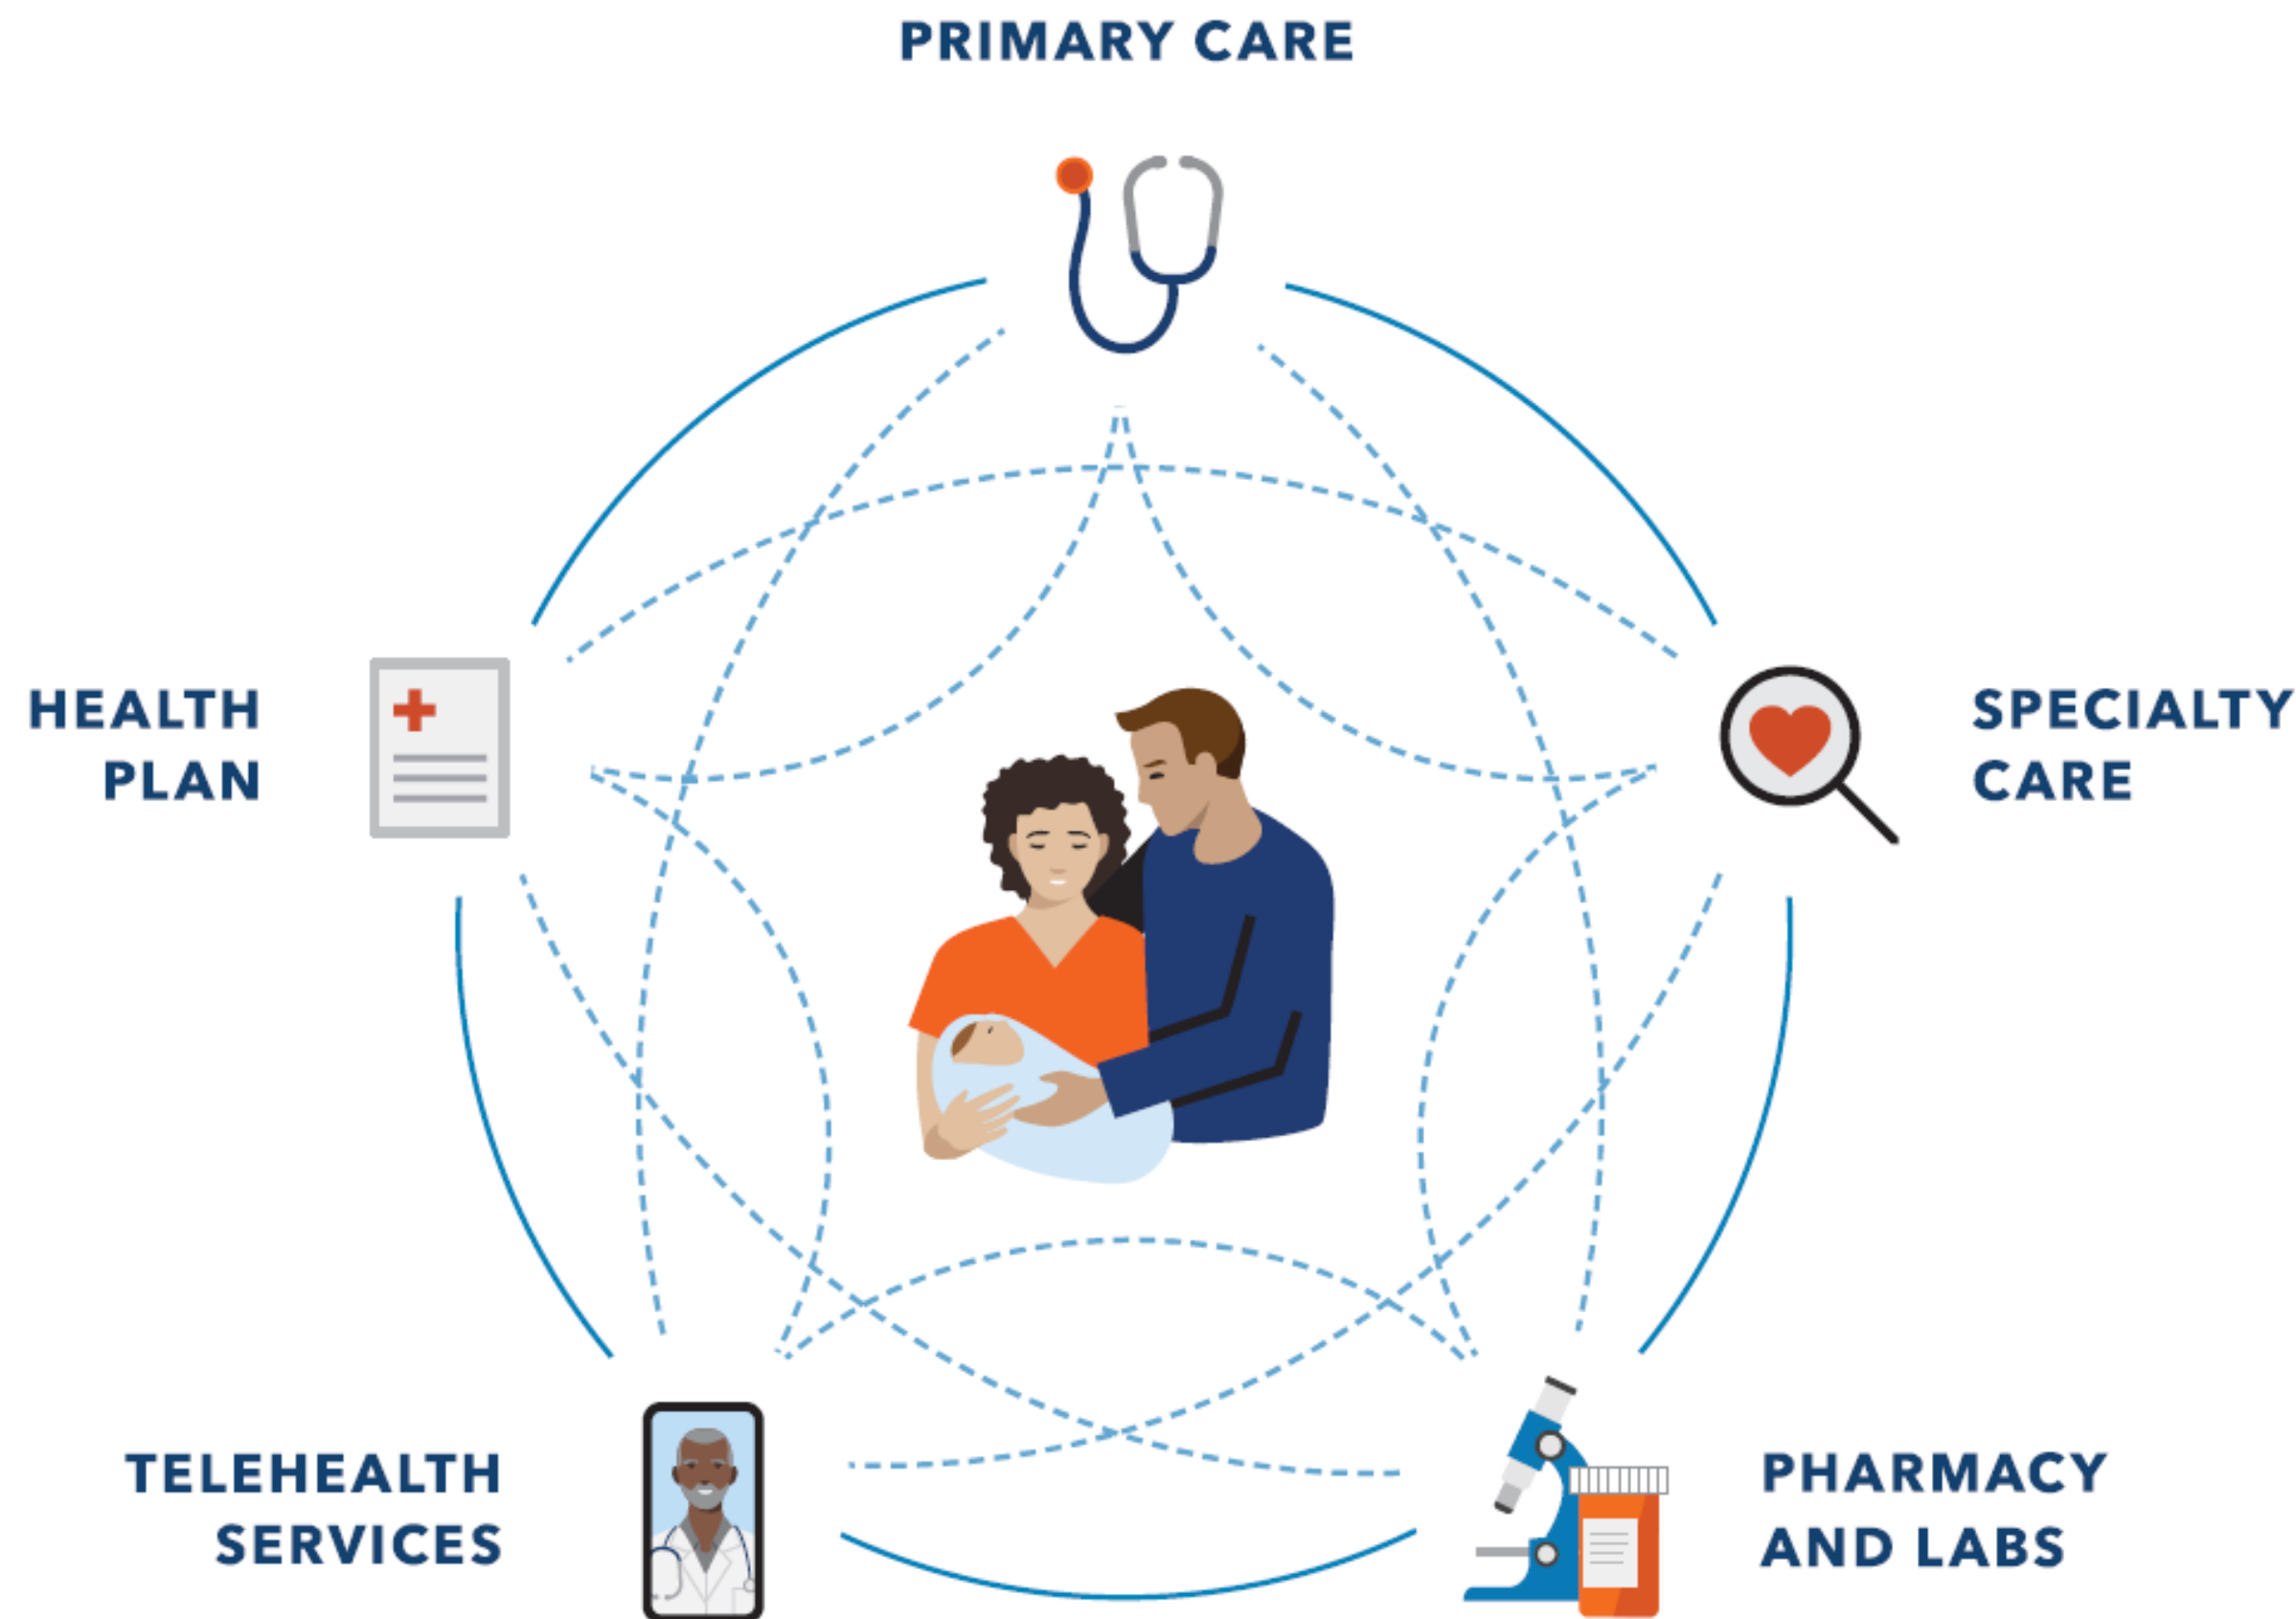 PRIMARY CARE
HEALTH
PLAN
SPECIALTY
CARE
TELEHEALTH
SERVICES
PHARMACY
AND LABS